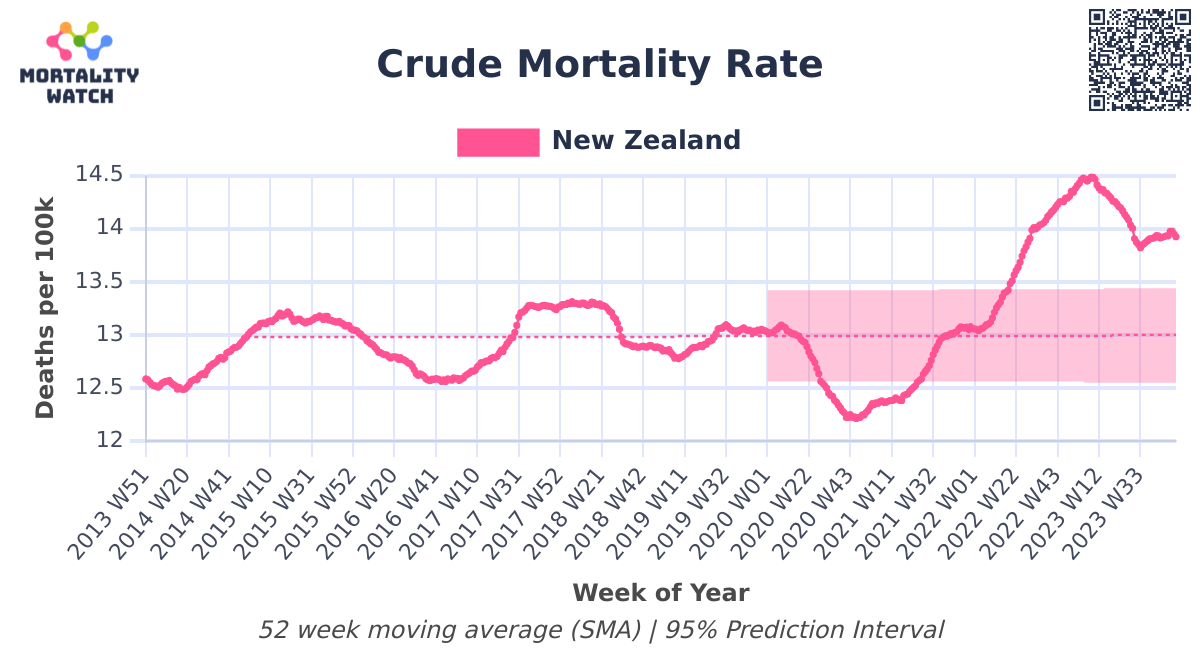 MORTALITY
WATCH
Crude Mortality Rate
New Zealand
Deaths per 100k
14.5
14
13.5
13
12.5
12
2013 W51
2014 W20
2014 W41
2015 W10
2015 W31
2015 W52
2016 W20
2016 W41
2017 W10
2017 W31
2017 W52
2018 W21
2018 W42
2019 W11
2019 W32
2020 W01
2020 W22
2020 W43
2021 W11
2021 W32
2022 W01
2022 W22
2022 W43
2023 W12
2023 W33
Week of Year
52 week moving average (SMA) | 95% Prediction Interval